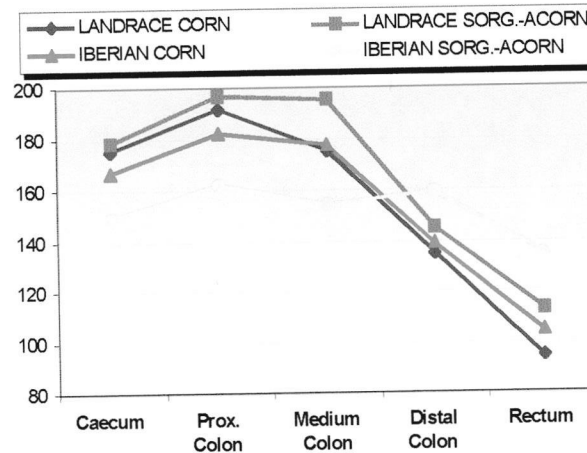 LANDRACE CORN LANDRACE SORG.-ACORN
IBERIAN CORN IBERIAN SORG.-ACORN
200
180
160
140
120
100
80
Caecum Prox. Colon Medium Colon Distal Colon Rectum